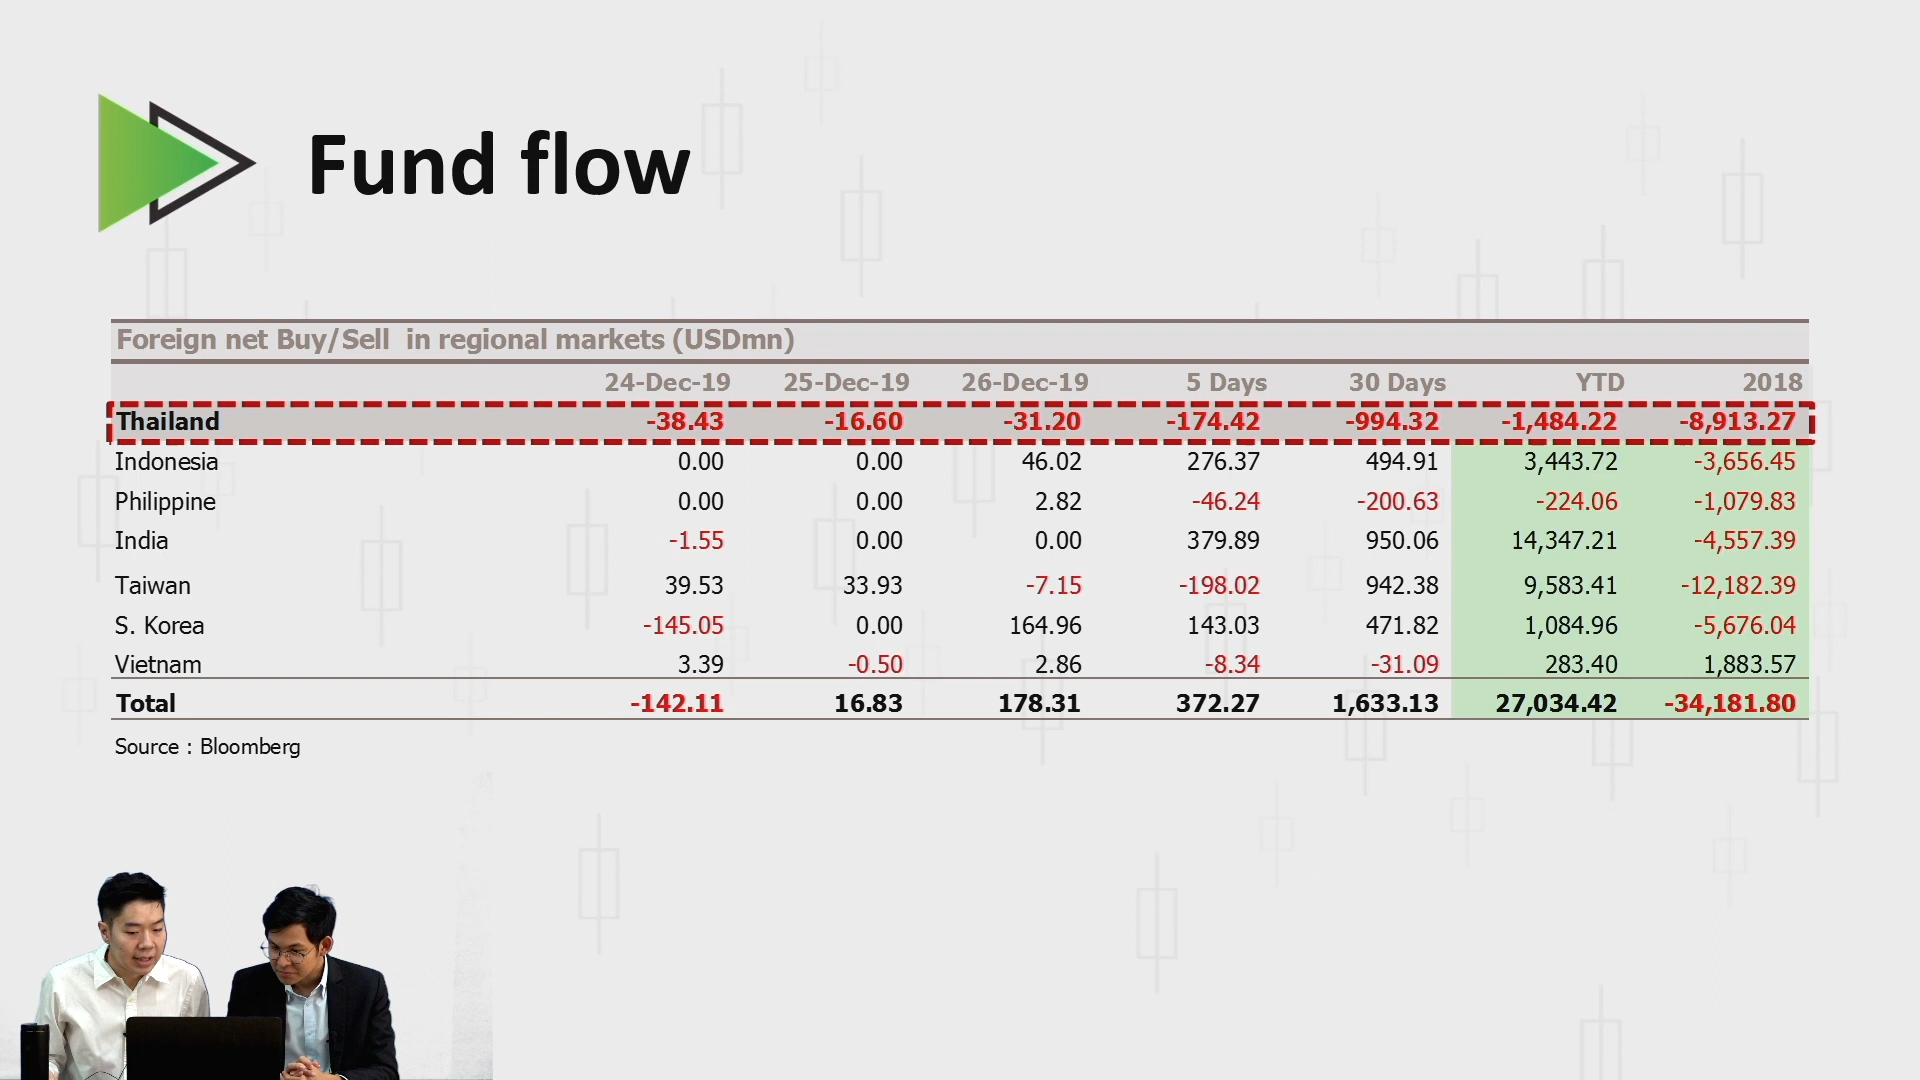 Fund flow
Foreign net Buy/Sell in regional markets (USDmn)
24-Dec-19 25-Dec-19 26-Dec-19 5 Days 30 Days YTD 2018
Thailand -38.43 -16.60 -31.20 -174.42 -994.32 -1,484.22 -8,913.27
Indonesia 0.00 0.00 46.02 276.37 494.91 3,443.72 -3,656.45
Philippine 0.00 0.00 2.82 -46.24 -200.63 -224.06 -1,079.83
India -1.55 0.00 0.00 379.89 950.06 14,347.21 -4,557.39
Taiwan 39.53 33.93 -7.15 -198.02 942.38 9,583.41 -12,182.39
S. Korea -145.05 0.00 164.96 143.03 471.82 1,084.96 -5,676.04
Vietnam 3.39 -0.50 2.86 -8.34 -31.09 283.40 1,883.57
Total -142.11 16.83 178.31 372.27 1,633.13 27,034.42 -34,181.80
Source : Bloomberg